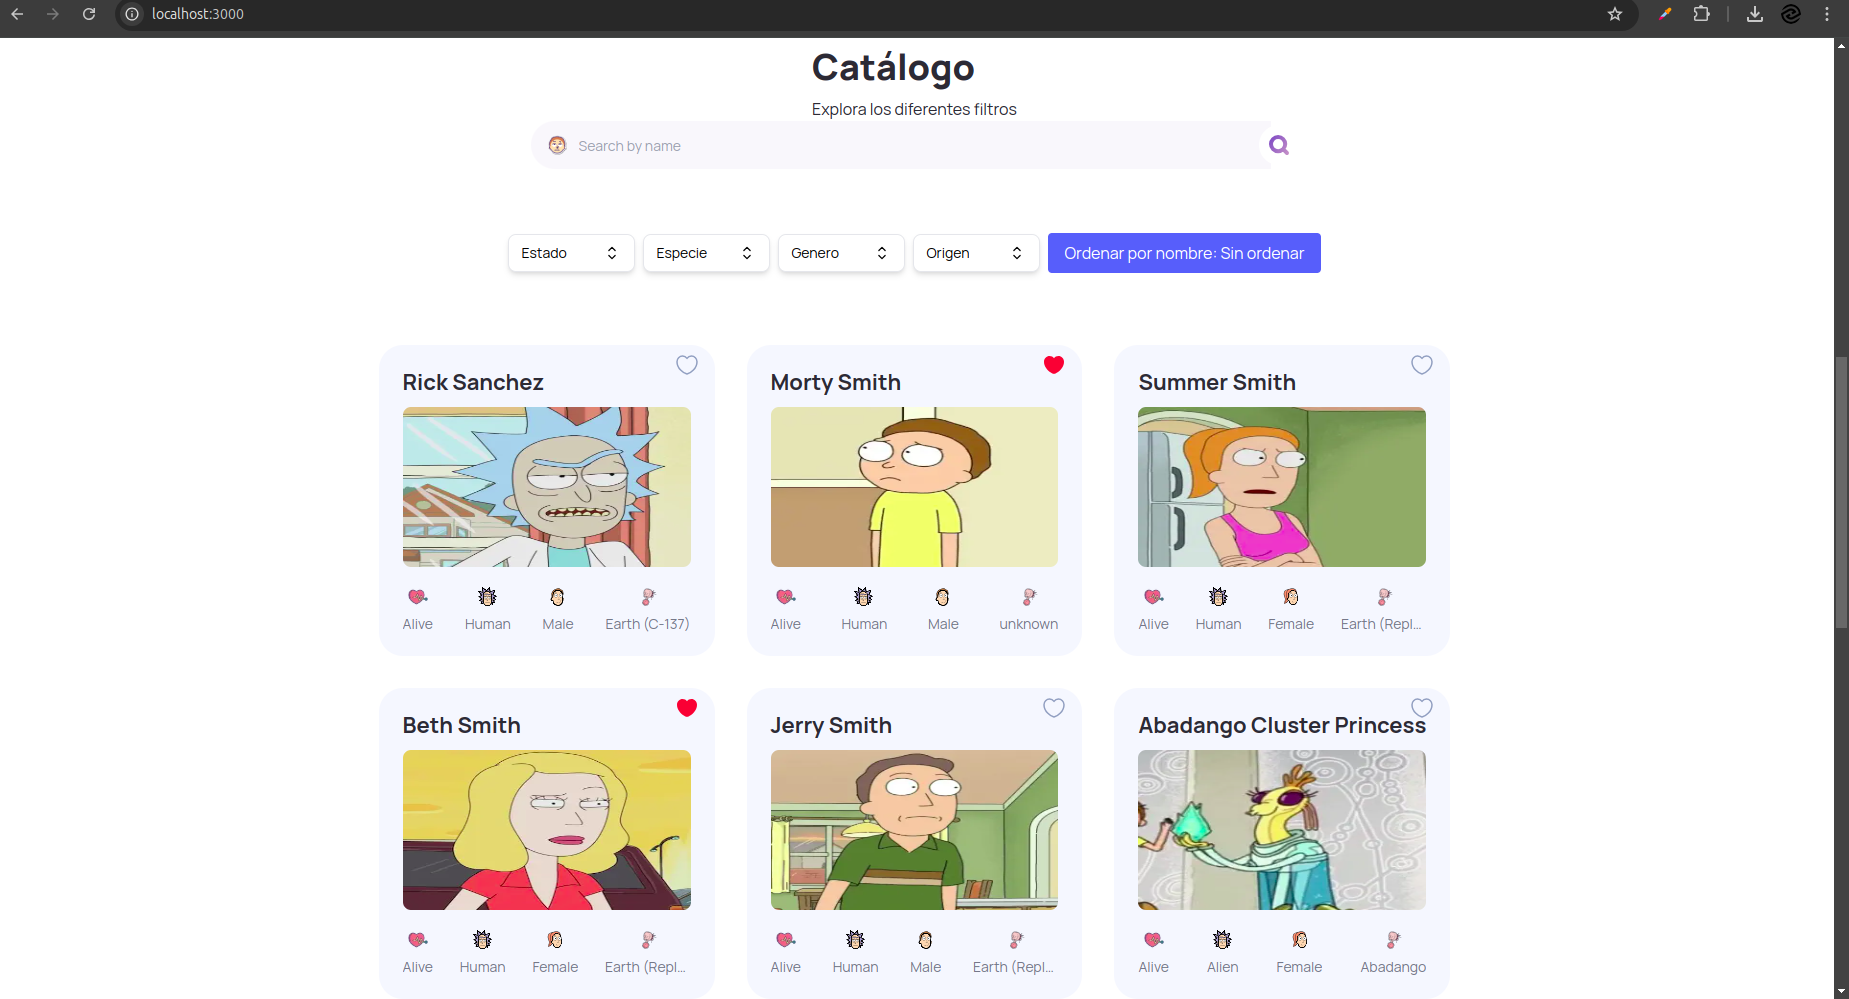 localhost:3000
Catálogo
Explora los diferentes filtros
Search by name
Estado Especie Genero Origen Ordenar por nombre: Sin ordenar
Rick Sanchez
Alive Human Male Earth (C-137)
Morty Smith
Alive Human Male unknown
Summer Smith
Alive Human Female Earth (Repl...
Beth Smith
Alive Human Female Earth (Repl...
Jerry Smith
Alive Human Male Earth (Repl...
Abadango Cluster Princess
Alive Alien Female Abadango